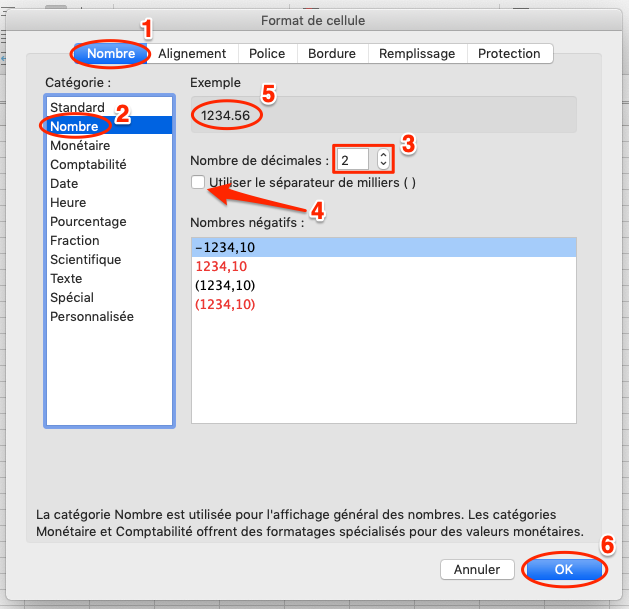 Format de cellule
1
Nombre Alignement Police Bordure Remplissage Protection
Catégorie :
Standard
Nombre
Monétaire
Comptabilité
Date
Heure
Pourcentage
Fraction
Scientifique
Texte
Spécial
Personnalisée
2
Exemple
5
1234.56
Nombre de décimales : 2
3
Utiliser le séparateur de milliers ( )
4
Nombres négatifs :
-1234,10
1234,10
(1234,10)
(1234,10)
La catégorie Nombre est utilisée pour l'affichage général des nombres. Les catégories
Monétaire et Comptabilité offrent des formatages spécialisés pour des valeurs monétaires.
6
Annuler OK